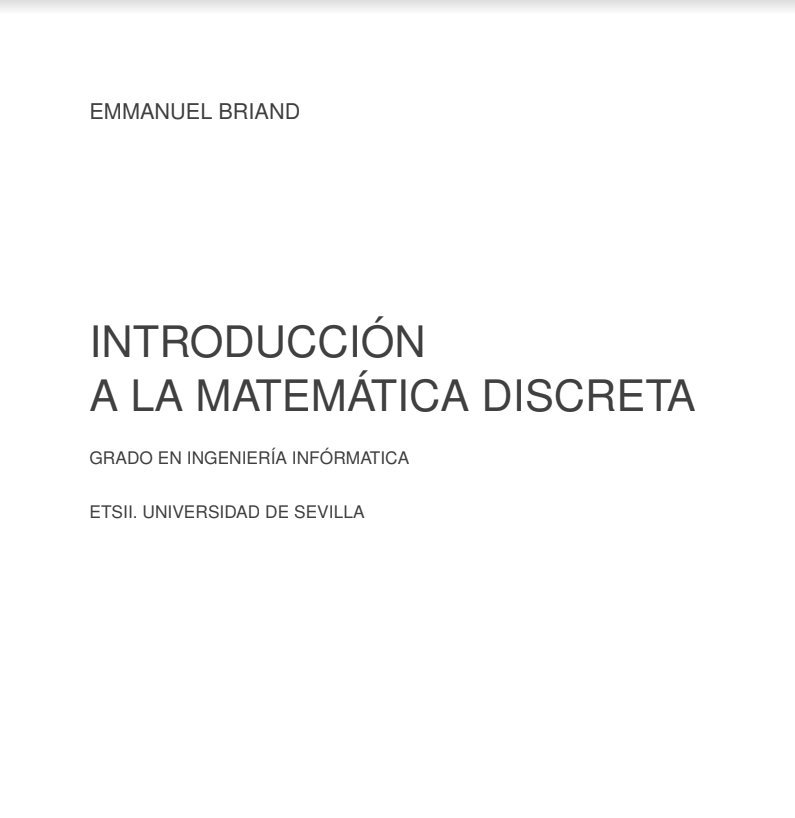 EMMANUEL BRIAND
INTRODUCCIÓN
A LA MATEMÁTICA DISCRETA
GRADO EN INGENIERÍA INFÓRMATICA
ETSII. UNIVERSIDAD DE SEVILLA